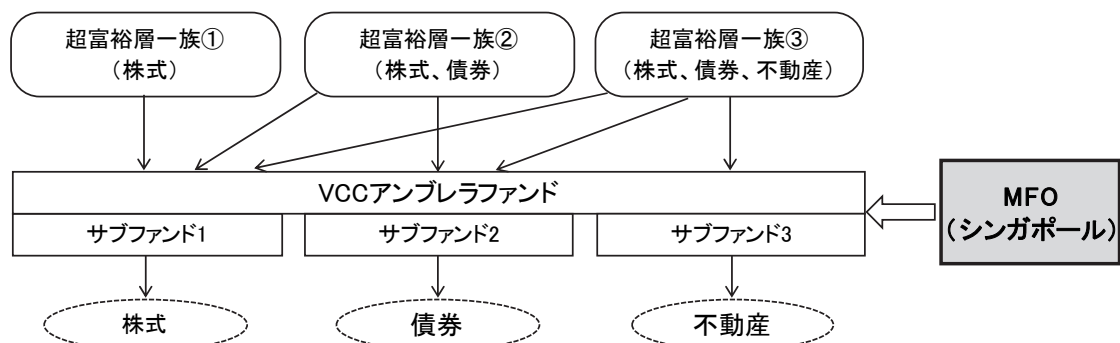 超富裕層一族①
（株式）
超富裕層一族②
（株式、債券）
超富裕層一族③
（株式、債券、不動産）
VCCアンブレラファンド
サブファンド1
サブファンド2
サブファンド3
MFO
（シンガポール）
株式
債券
不動産